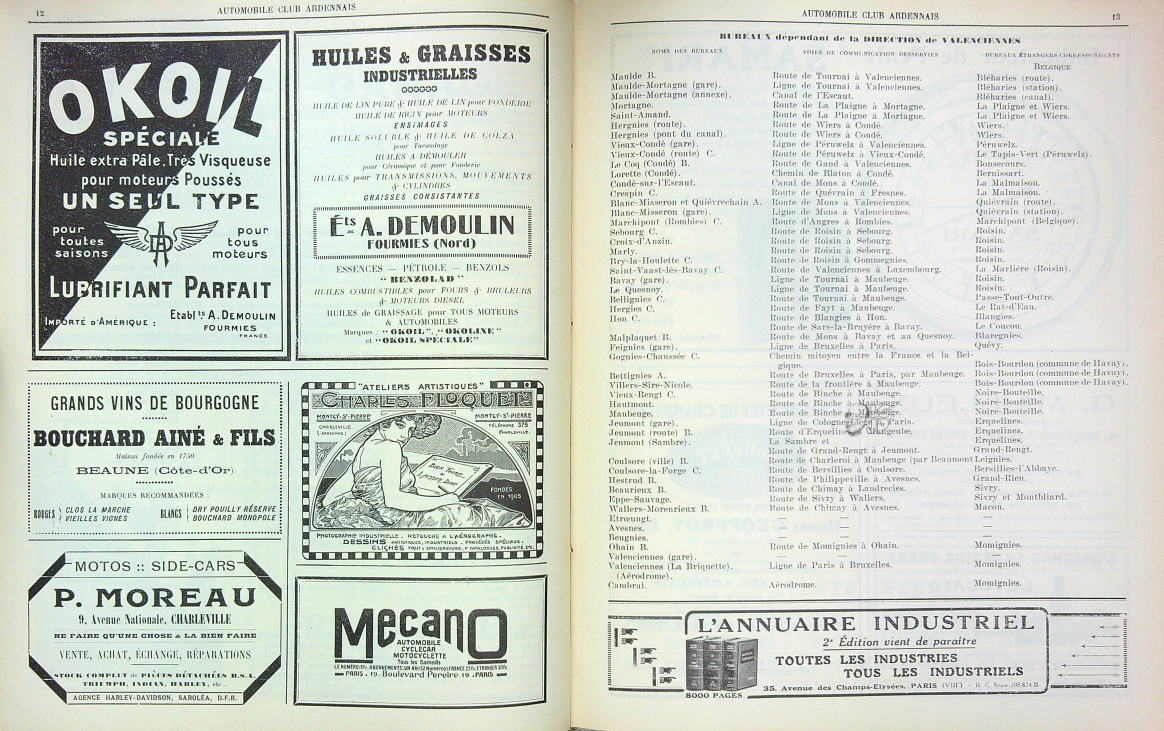 12
AUTOMOBILE CLUB ARDENNAIS
OKOIL
SPÉCIALE
Huile extra Pâle, Très Visqueuse
pour moteurs Poussés
UN SEUL TYPE
pour toutes saisons
pour tous moteurs
LUBRIFIANT PARFAIT
IMPORTÉ D'AMÉRIQUE :
Etabl ts A. DEMOULIN
FOURMIES
FRANCE
HUILES & GRAISSES
INDUSTRIELLES
HUILE DE LIN PURE & HUILE DE LIN pour FONDERIE
HUILE DE RICIN pour MOTEURS
ENSIMAGES
HUILE SOLUBLE & HUILE DE COLZA
pour Taraudage
HUILES A DÉMOULER
pour Céramique et pour Fonderie
HUILES pour TRANSMISSIONS, MOUVEMENTS
& CYLINDRES
GRAISSES CONSISTANTES
Éts A. DEMOULIN
FOURMIES (Nord)
ESSENCES — PÉTROLE — BENZOLS
"BENZOLAD"
HUILES COMBUSTIBLES pour FOURS & BRULEURS
& MOTEURS DIESEL
HUILES de GRAISSAGE pour TOUS MOTEURS
& AUTOMOBILES
Marques : "OKOIL", "OKOLINE"
et "OKOIL SPÉCIALE"
GRANDS VINS DE BOURGOGNE
BOUCHARD AINÉ & FILS
Maison fondée en 1750
BEAUNE (Côte-d'Or)
MARQUES RECOMMANDÉES :
ROUGES CLOS LA MARCHE
VIEILLES VIGNES
BLANCS DRY POUILLY RÉSERVE
BOUCHARD MONOPOLE
"ATELIERS ARTISTIQUES"
CHARLES FLOQUET
MONTCY-St-PIERRE
CHARLEVILLE
(ARDENNES)
MONTCY-St-PIERRE
TÉLÉPHONE 375
CHARLEVILLE.
BIEN FAIRE &
LAISSER DIRE
FONDÉS
EN 1905
PHOTOGRAPHIE INDUSTRIELLE. RETOUCHE A L'AÉROGRAPHE.
DESSINS ARTISTIQUES, INDUSTRIELS. PROCÉDÉS SPÉCIAUX.
CLICHÉS TRAIT & SIMILIGRAVURE, Pr CATALOGUES, PUBLICITÉ, ETC.
MOTOS :: SIDE-CARS
P. MOREAU
9, Avenue Nationale, CHARLEVILLE
NE FAIRE QU'UNE CHOSE & LA BIEN FAIRE
VENTE, ACHAT, ÉCHANGE, RÉPARATIONS
STOCK COMPLET de PIÈCES DÉTACHÉES B.S.A.
TRIUMPH, INDIAN, HARLEY, etc...
AGENCE HARLEY-DAVIDSON, SAROLÉA, D.F.R.
MecanO
AUTOMOBILE
CYCLECAR
MOTOCYCLETTE
Tous les Samedis
PARIS. 19. Boulevard Pereire. 19. PARIS
AUTOMOBILE CLUB ARDENNAIS
13
BUREAUX dépendant de la DIRECTION de VALENCIENNES
NOMS DES BUREAUX VOIES DE COMMUNICATION DESSERVIES BUREAUX ÉTRANGERS CORRESPONDANTS
BELGIQUE
Maulde B. Route de Tournai à Valenciennes. Bléharies (route).
Maulde-Mortagne (gare). Ligne de Tournai à Valenciennes. Bléharies (station).
Maulde-Mortagne (annexe). Canal de l'Escaut. Bléharies (canal).
Mortagne. Route de La Plaigne à Mortagne. La Plaigne et Wiers.
Saint-Amand. Route de La Plaigne à Mortagne. La Plaigne et Wiers.
Hergnies (route). Route de Wiers à Condé. Wiers.
Hergnies (pont du canal). Route de Wiers à Condé. Wiers.
Vieux-Condé (gare). Ligne de Péruwelz à Valenciennes. Péruwelz.
Vieux-Condé (route) C. Route de Péruwelz à Vieux-Condé. Le Tapis-Vert (Péruwelz).
Le Coq (Condé) B. Route de Gand à Valenciennes. Bonsecours.
Lorette (Condé). Chemin de Blaton à Condé. Bernissart.
Condé-sur-l'Escaut. Canal de Mons à Condé. La Malmaison.
Crespin C. Route de Quévrain à Fresnes. La Malmaison.
Blanc-Misseron et Quiévrechain A. Route de Mons à Valenciennes. Quiévrain (route).
Blanc-Misseron (gare). Ligne de Mons à Valenciennes. Quiévrain (station).
Marchipont (Rombies) C. Route d'Angres à Rombies. Marchipont (Belgique).
Sebourg C. Route de Roisin à Sebourg. Roisin.
Croix-d'Anzin. Route de Roisin à Sebourg. Roisin.
Marly. Route de Roisin à Sebourg. Roisin.
Bry-la-Houlette C. Route de Roisin à Gommegnies. Roisin.
Saint-Vaast-lès-Bavay C. Route de Valenciennes à Luxembourg. La Marlière (Roisin).
Bavay (gare). Ligne de Tournai à Maubeuge. Roisin.
Le Quesnoy. Ligne de Tournai à Maubeuge. Roisin.
Bellignies C. Route de Tournai à Maubeuge. Passe-Tout-Outre.
Hergies C. Route de Fayt à Maubeuge. Le Rat-d'Eau.
Hon C. Route de Blangies à Hon. Blangies.
Route de Sars-la-Bruyère à Bavay. Le Coucou.
Malplaquet B. Route de Mons à Bavay et au Quesnoy. Blaregnies.
Feignies (gare). Ligne de Bruxelles à Paris. Quévy.
Gognies-Chaussée C. Chemin mitoyen entre la France et la Bel-
gique. Bois-Bourdon (commune de Havay).
Bettignies A. Route de Bruxelles à Paris, par Maubeuge. Bois-Bourdon (commune de Havay).
Villers-Sire-Nicole. Route de la frontière à Maubeuge. Bois-Bourdon (commune de Havay).
Vieux-Rengt C. Route de Binche à Maubeuge. Noire-Bouteille.
Hautmont. Route de Binche à Maubeuge. Noire-Bouteille.
Maubeuge. Route de Binche Maubeuge. Noire-Bouteille.
Jeumont (gare). Ligne de Cologne Paris. Erquelines.
Jeumont (route) B. Route d'Erquelines Erquelines.
Jeumont (Sambre). La Sambre et Erquelines.
Route de Grand-Rengt à Jeumont. Grand-Rengt.
Coulsore (ville) B. Route de Charleroi à Maubeuge (par Beaumont Leignies.
Coulsore-la-Forge C. Route de Bersillies à Coulsore. Bersillies-l'Abbaye.
Hestrud B. Route de Philippeville à Avesnes. Grand-Rieu.
Beaurieux B. Route de Chimay à Landrecies. Sivry.
Eppe-Sauvage. Route de Sivry à Wallers. Sivry et Montbliard.
Wallers-Morenrieux B. Route de Chimay à Avesnes. Macon.
Etrœungt. — —
Avesnes. — —
Beugnies. — —
Ohain B. Route de Momignies à Ohain. Momignies.
Valenciennes (gare). — —
Valenciennes (La Briquette). Ligne de Paris à Bruxelles. Momignies.
(Aérodrome).
Cambrai. Aérodrome. Momignies.
L'ANNUAIRE INDUSTRIEL
2e Édition vient de paraître
TOUTES LES INDUSTRIES
TOUS LES INDUSTRIELS
8000 PAGES
35, Avenue des Champs-Elysées, PARIS (VIIIe) - R. C. Seine 208.824 B.